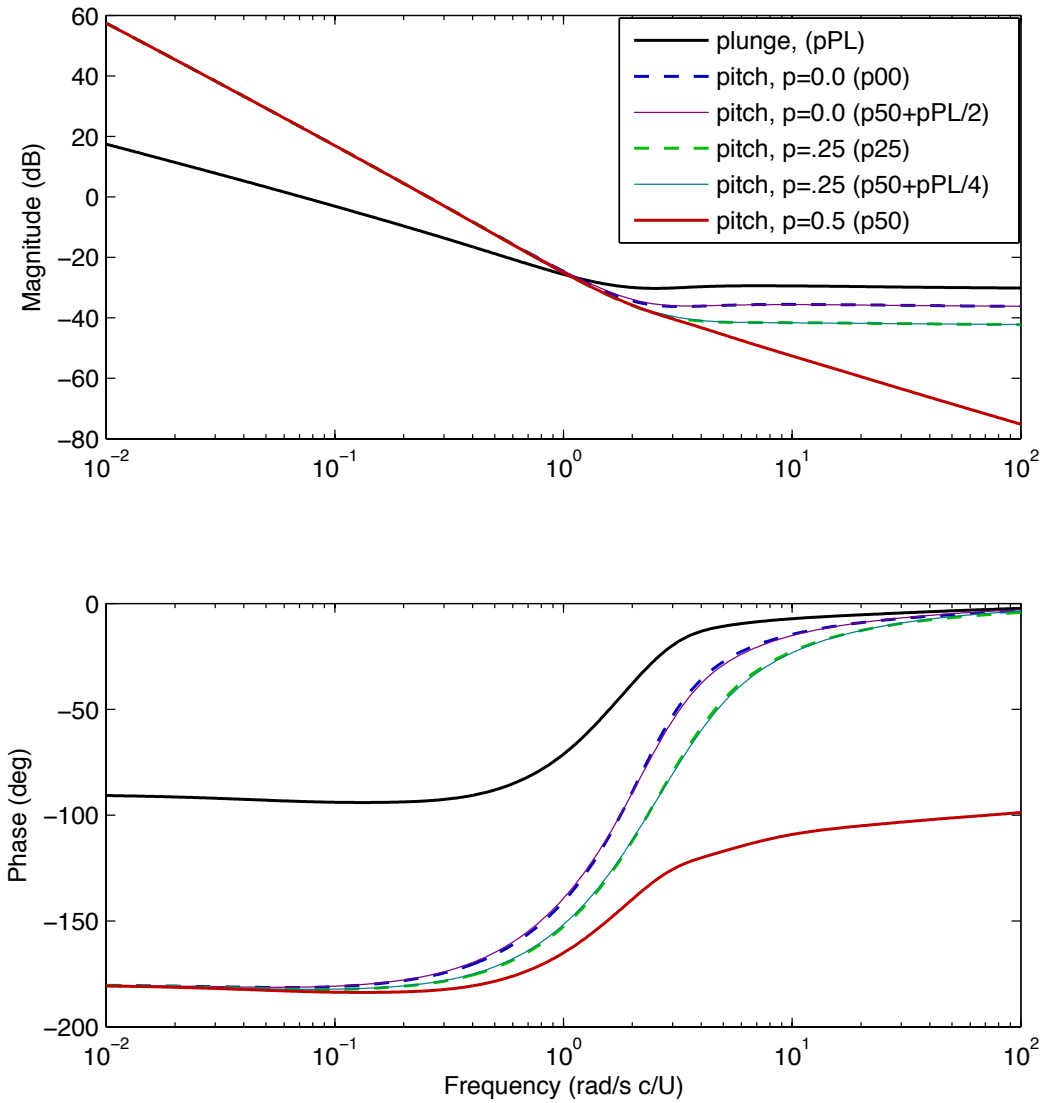 60
40
20
0
−20
−40
−60
−80
Magnitude (dB)
plunge, (pPL)
pitch, p=0.0 (p00)
pitch, p=0.0 (p50+pPL/2)
pitch, p=.25 (p25)
pitch, p=.25 (p50+pPL/4)
pitch, p=0.5 (p50)
10^-2 10^-1 10^0 10^1 10^2
0
−50
−100
−150
−200
Phase (deg)
10^-2 10^-1 10^0 10^1 10^2
Frequency (rad/s c/U)